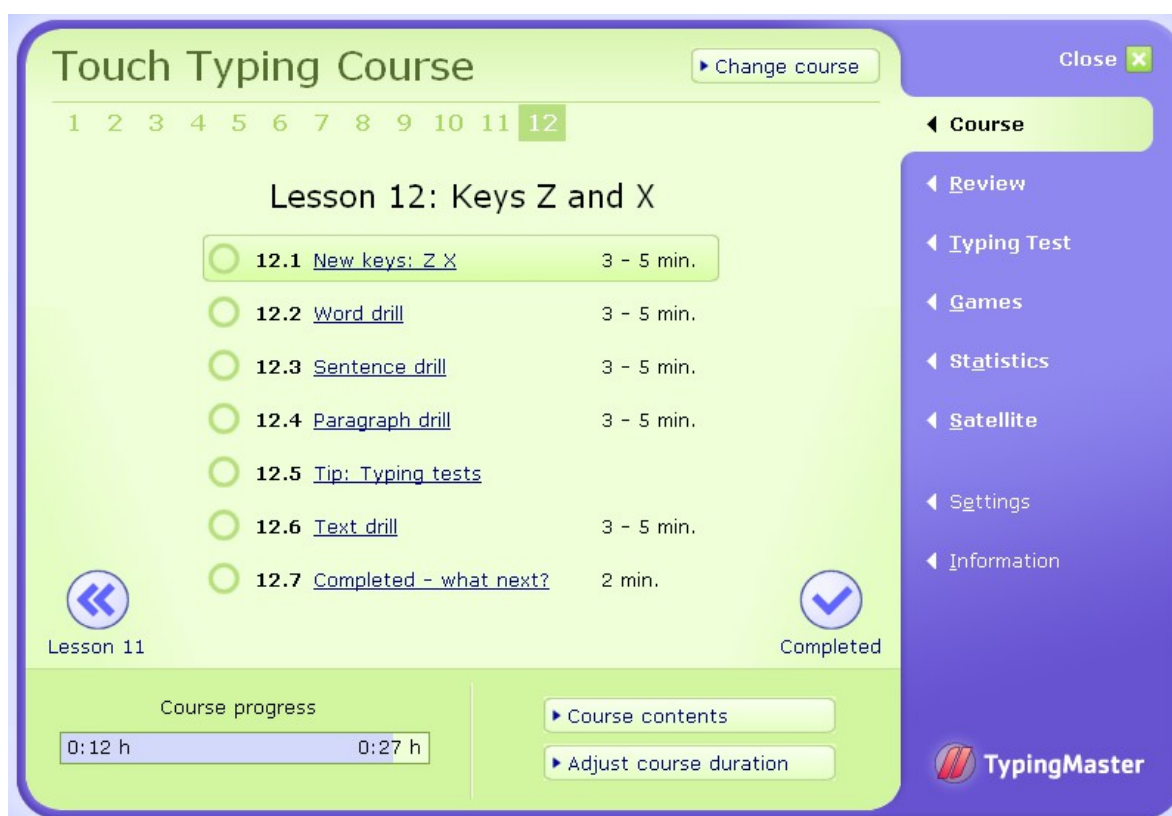 Touch Typing Course
Change course
Close
1 2 3 4 5 6 7 8 9 10 11 12
Course
Lesson 12: Keys Z and X
Review
12.1 New keys: Z X 3 - 5 min.
Typing Test
12.2 Word drill 3 - 5 min.
Games
12.3 Sentence drill 3 - 5 min.
Statistics
12.4 Paragraph drill 3 - 5 min.
Satellite
12.5 Tip: Typing tests
Settings
12.6 Text drill 3 - 5 min.
Information
12.7 Completed - what next? 2 min.
Lesson 11
Completed
Course progress
0:12 h 0:27 h
Course contents
Adjust course duration
TypingMaster